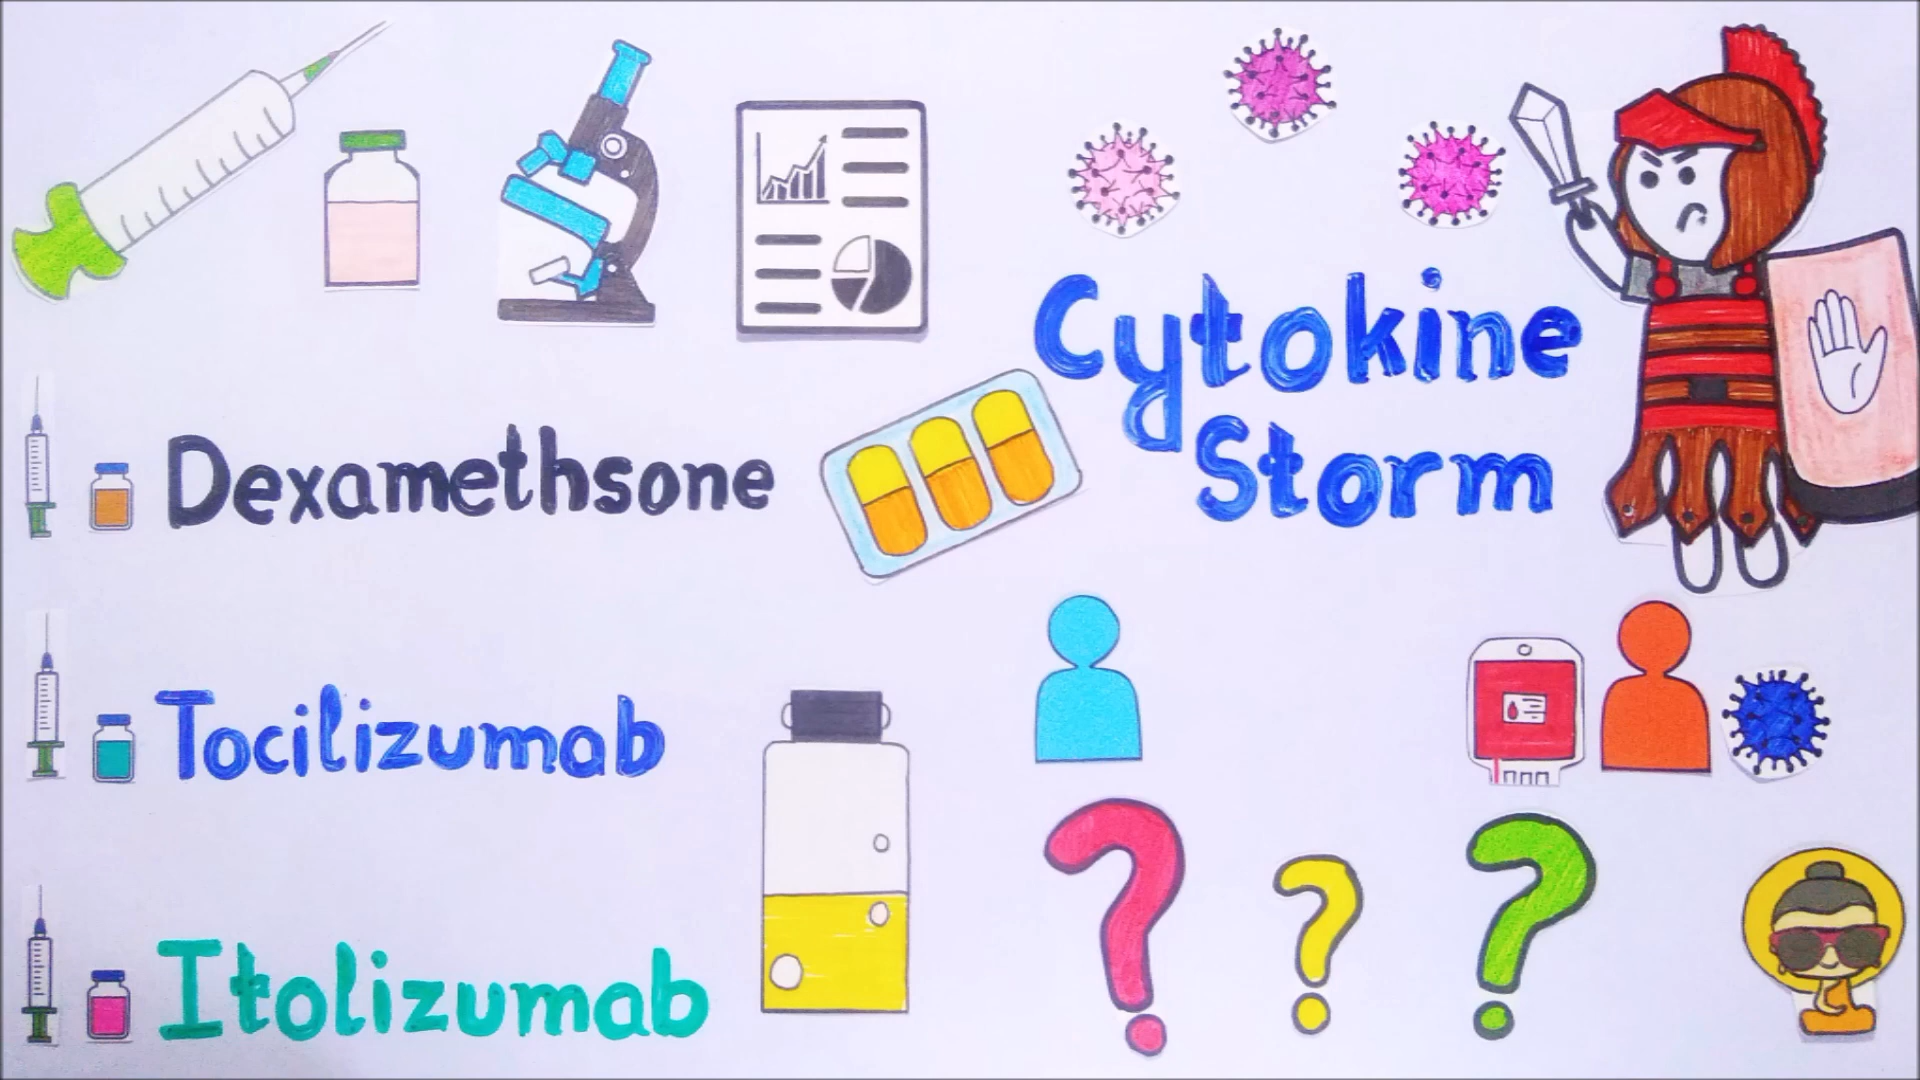 Cytokine
Storm
Dexamethsone
Tocilizumab
Itolizumab